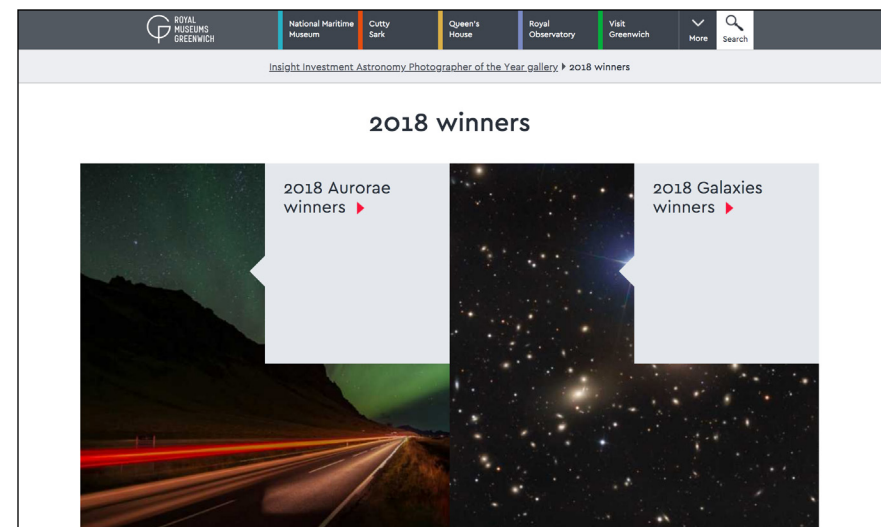 ROYAL
MUSEUMS
GREENWICH
National Maritime
Museum
Cutty
Sark
Queen's
House
Royal
Observatory
Visit
Greenwich
More
Search
Insight Investment Astronomy Photographer of the Year gallery 2018 winners
2018 winners
2018 Aurorae
winners
2018 Galaxies
winners